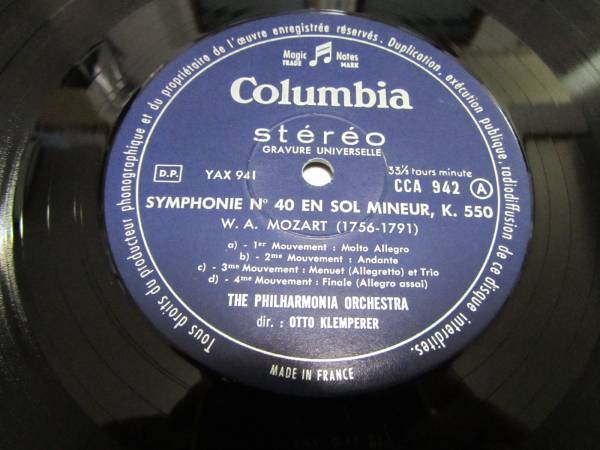 Tous droits du producteur phonographique et du propriétaire de l'œuvre enregistrée réservés. Duplication, exécution publique, radiodiffusion de ce disque interdites.
Magic Notes
TRADE MARK
Columbia
stéréo
GRAVURE UNIVERSELLE
D.P. YAX 941 33⅓ tours minute
CCA 942 A
SYMPHONIE N° 40 EN SOL MINEUR, K. 550
W. A. MOZART (1756-1791)
a) - 1er Mouvement : Molto Allegro
b) - 2me Mouvement : Andante
c) - 3me Mouvement : Menuet (Allegretto) et Trio
d) - 4me Mouvement : Finale (Allegro assai)
THE PHILHARMONIA ORCHESTRA
dir. : OTTO KLEMPERER
MADE IN FRANCE